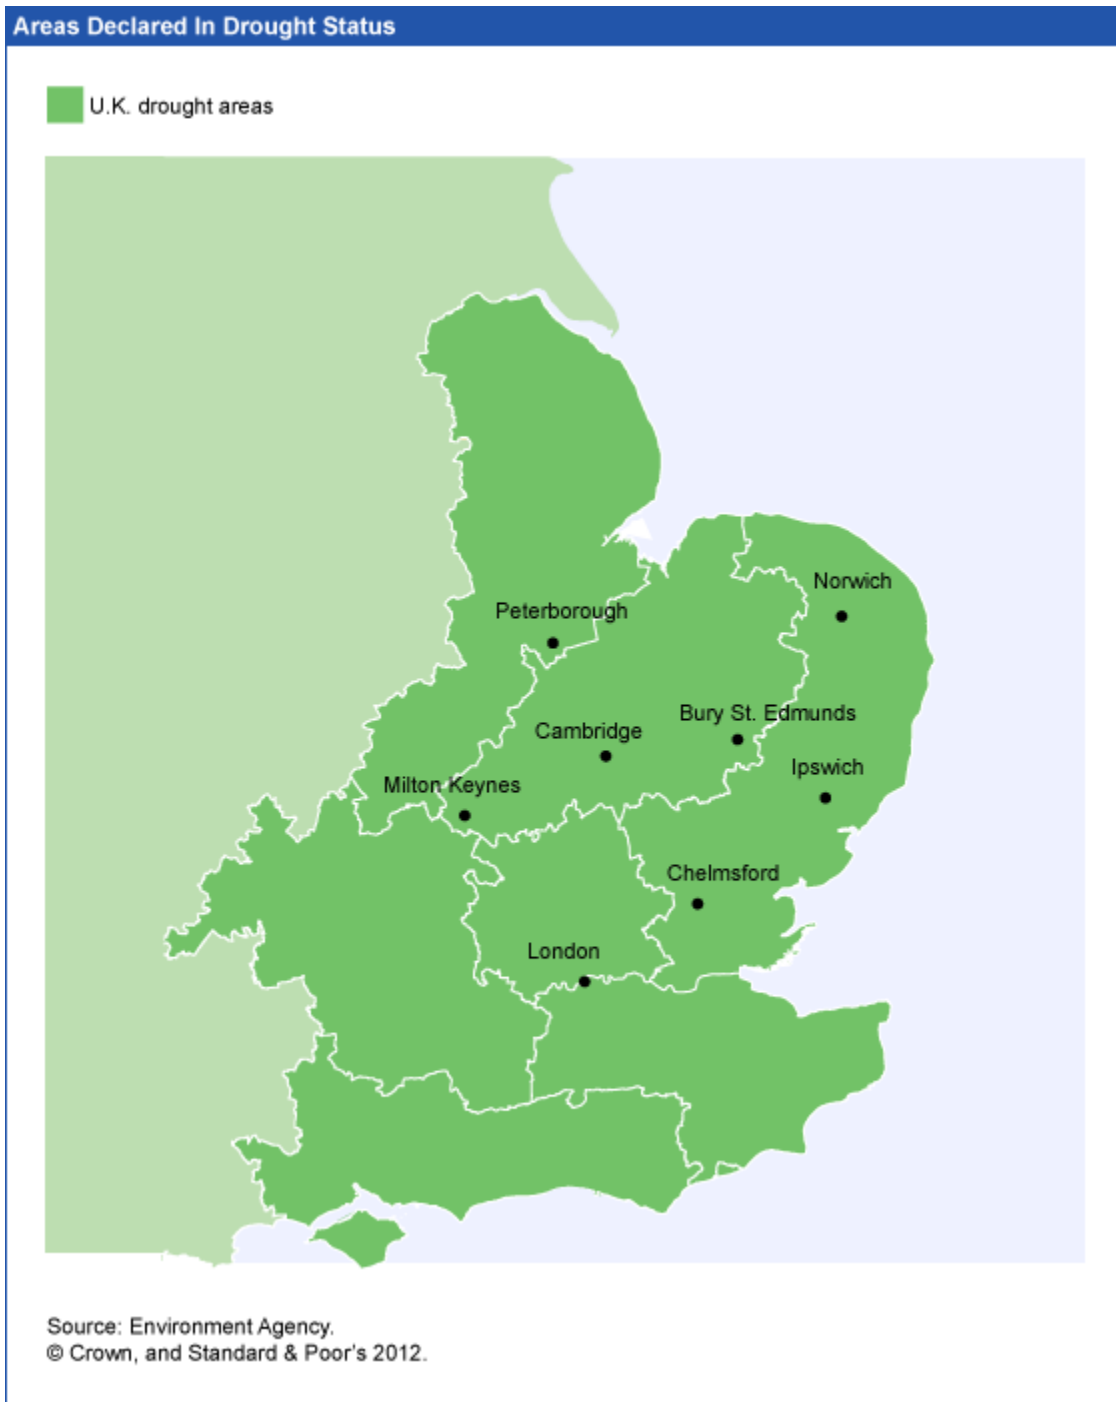 Areas Declared In Drought Status
U.K. drought areas
Norwich
Peterborough
Bury St. Edmunds
Cambridge
Ipswich
Milton Keynes
Chelmsford
London
Source: Environment Agency.
© Crown, and Standard & Poor's 2012.